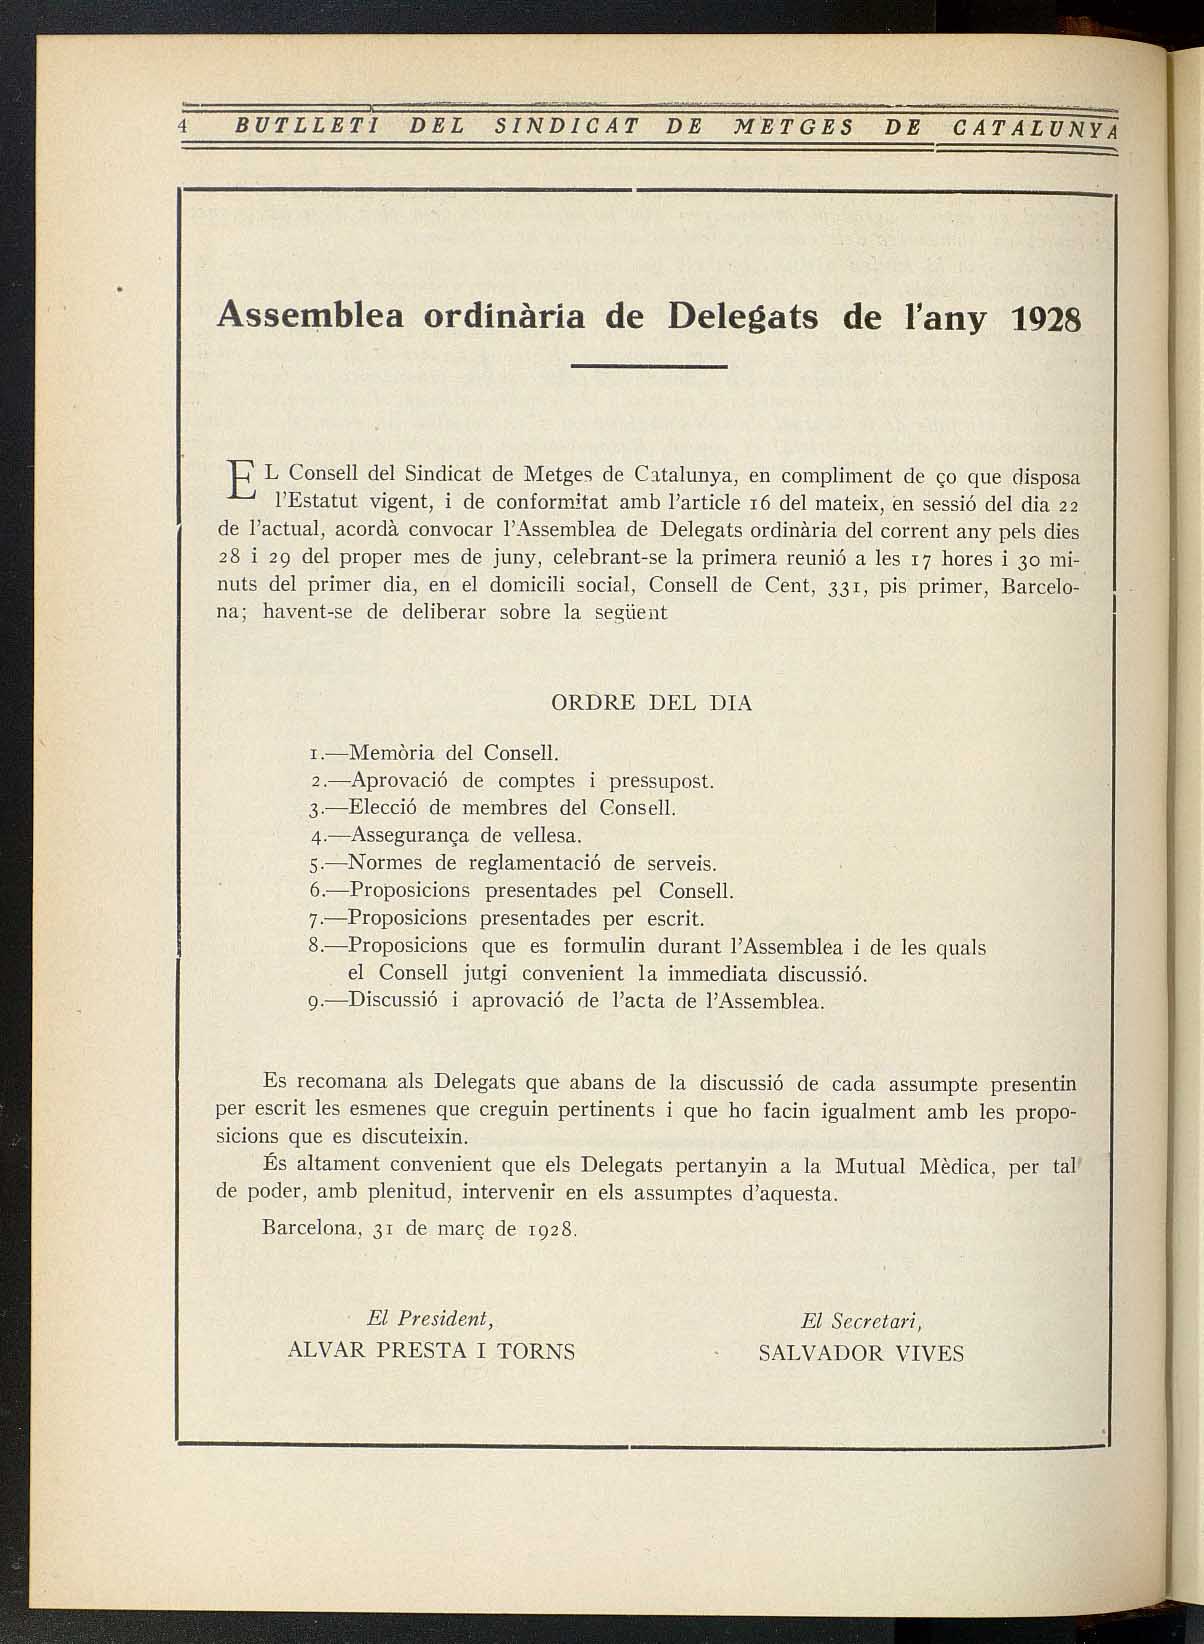 4 BUTLLETI DEL SINDICAT DE METGES DE CATALUNYA
Assemblea ordinària de Delegats de l'any 1928
EL Consell del Sindicat de Metges de Catalunya, en compliment de ço que disposa
l'Estatut vigent, i de conformitat amb l'article 16 del mateix, en sessió del dia 22
de l'actual, acordà convocar l'Assemblea de Delegats ordinària del corrent any pels dies
28 i 29 del proper mes de juny, celebrant-se la primera reunió a les 17 hores i 30 mi-
nuts del primer dia, en el domicili social, Consell de Cent, 331, pis primer, Barcelo-
na; havent-se de deliberar sobre la següent
ORDRE DEL DIA
1.—Memòria del Consell.
2.—Aprovació de comptes i pressupost.
3.—Elecció de membres del Consell.
4.—Assegurança de vellesa.
5.—Normes de reglamentació de serveis.
6.—Proposicions presentades pel Consell.
7.—Proposicions presentades per escrit.
8.—Proposicions que es formulin durant l'Assemblea i de les quals
el Consell jutgi convenient la immediata discussió.
9.—Discussió i aprovació de l'acta de l'Assemblea.
Es recomana als Delegats que abans de la discussió de cada assumpte presentin
per escrit les esmenes que creguin pertinents i que ho facin igualment amb les propo-
sicions que es discuteixin.
És altament convenient que els Delegats pertanyin a la Mutual Mèdica, per tal
de poder, amb plenitud, intervenir en els assumptes d'aquesta.
Barcelona, 31 de març de 1928.
El President,
ALVAR PRESTA I TORNS
El Secretari,
SALVADOR VIVES